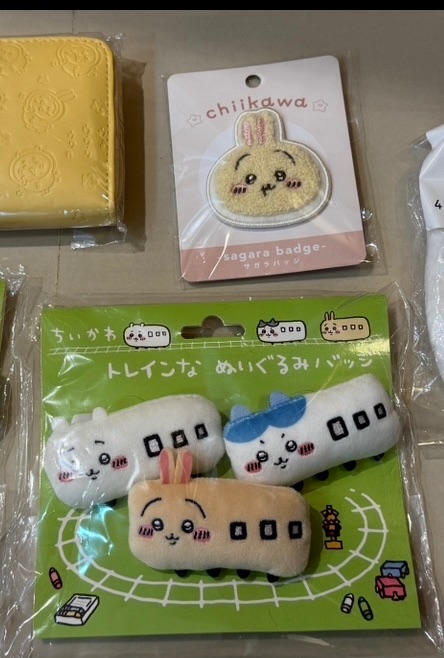 chiikawa
-sagara badge-
サガラバッジ
4
ちいかわ
トレインな ぬいぐるみバッジ